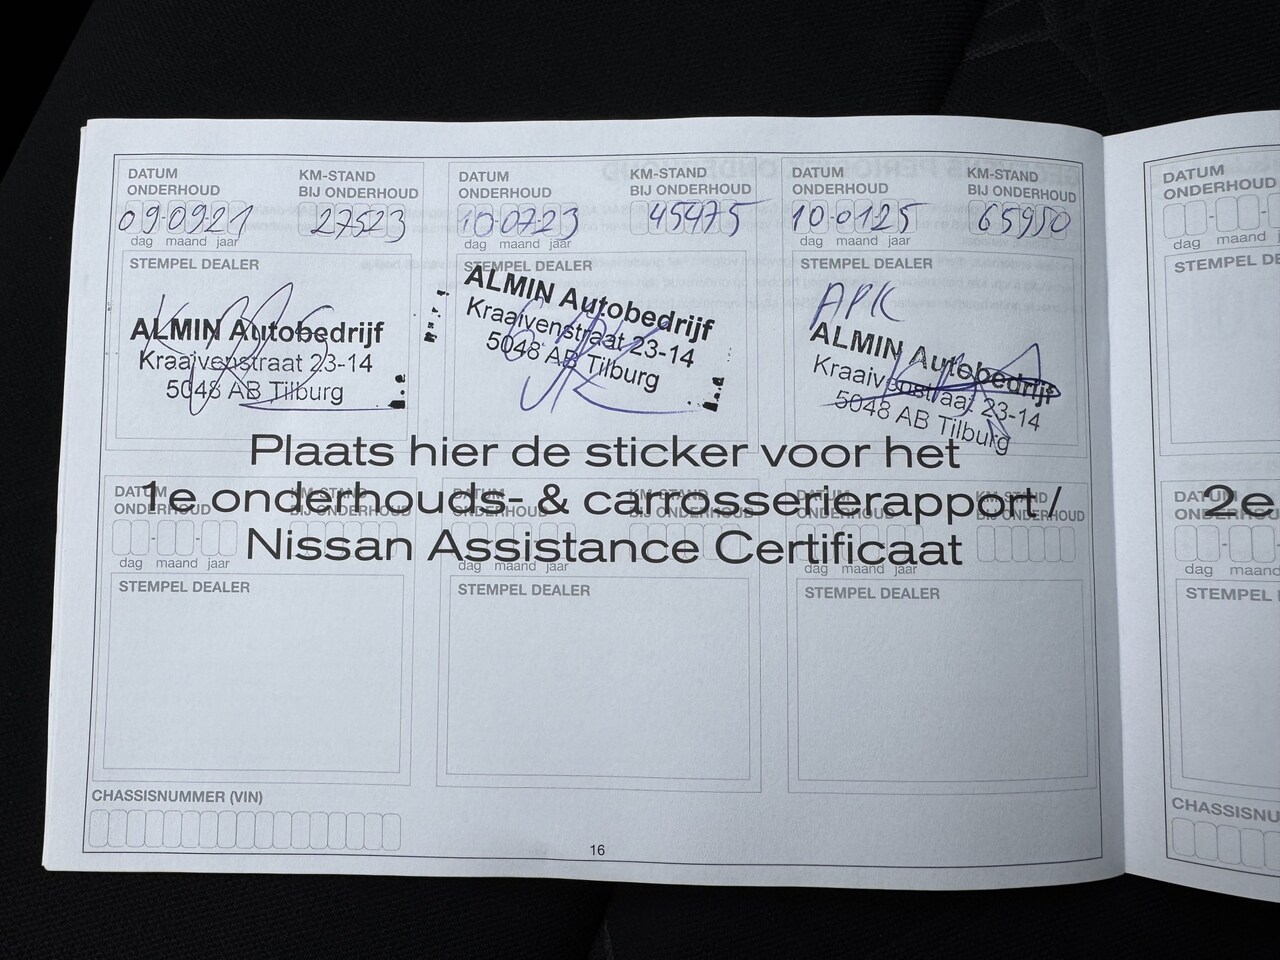 DATUM ONDERHOUD
KM-STAND BIJ ONDERHOUD
09-09-21
27523
dag maand jaar
STEMPEL DEALER
ALMIN Autobedrijf
Kraaivenstraat 23-14
5048 AB Tilburg
DATUM ONDERHOUD
KM-STAND BIJ ONDERHOUD
10-07-23
45475
dag maand jaar
STEMPEL DEALER
ALMIN Autobedrijf
Kraaivenstraat 23-14
5048 AB Tilburg
DATUM ONDERHOUD
KM-STAND BIJ ONDERHOUD
10-01-25
65950
dag maand jaar
STEMPEL DEALER
APK
ALMIN Autobedrijf
Kraaivenstraat 23-14
5048 AB Tilburg
Plaats hier de sticker voor het
1e onderhouds- & carrosserierapport /
Nissan Assistance Certificaat
DATUM ONDERHOUD
KM-STAND BIJ ONDERHOUD
dag maand jaar
STEMPEL DEALER
DATUM ONDERHOUD
KM-STAND BIJ ONDERHOUD
dag maand jaar
STEMPEL DEALER
DATUM ONDERHOUD
KM-STAND BIJ ONDERHOUD
dag maand jaar
STEMPEL DEALER
CHASSISNUMMER (VIN)
16
DATUM
ONDERHOUD
dag maand
STEMPEL DE
2e
DATUM
ONDERHOUD
dag maand
STEMPEL
CHASSISNU